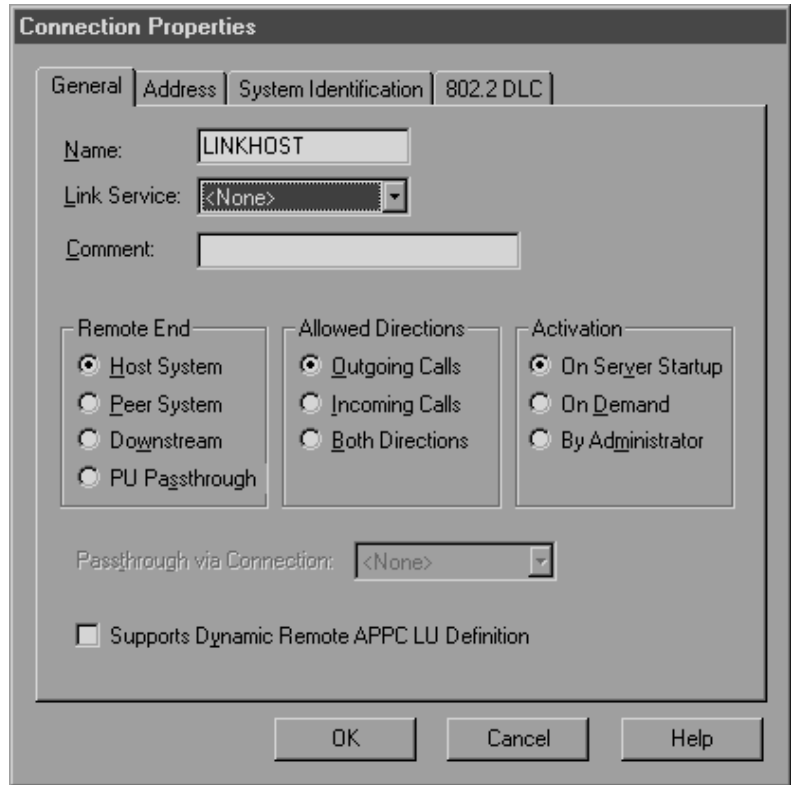 Connection Properties
General Address System Identification 802.2 DLC
Name: LINKHOST
Link Service: <None>
Comment:
Remote End
Host System
Peer System
Downstream
PU Passthrough
Allowed Directions
Outgoing Calls
Incoming Calls
Both Directions
Activation
On Server Startup
On Demand
By Administrator
Passthrough via Connection: <None>
Supports Dynamic Remote APPC LU Definition
OK Cancel Help